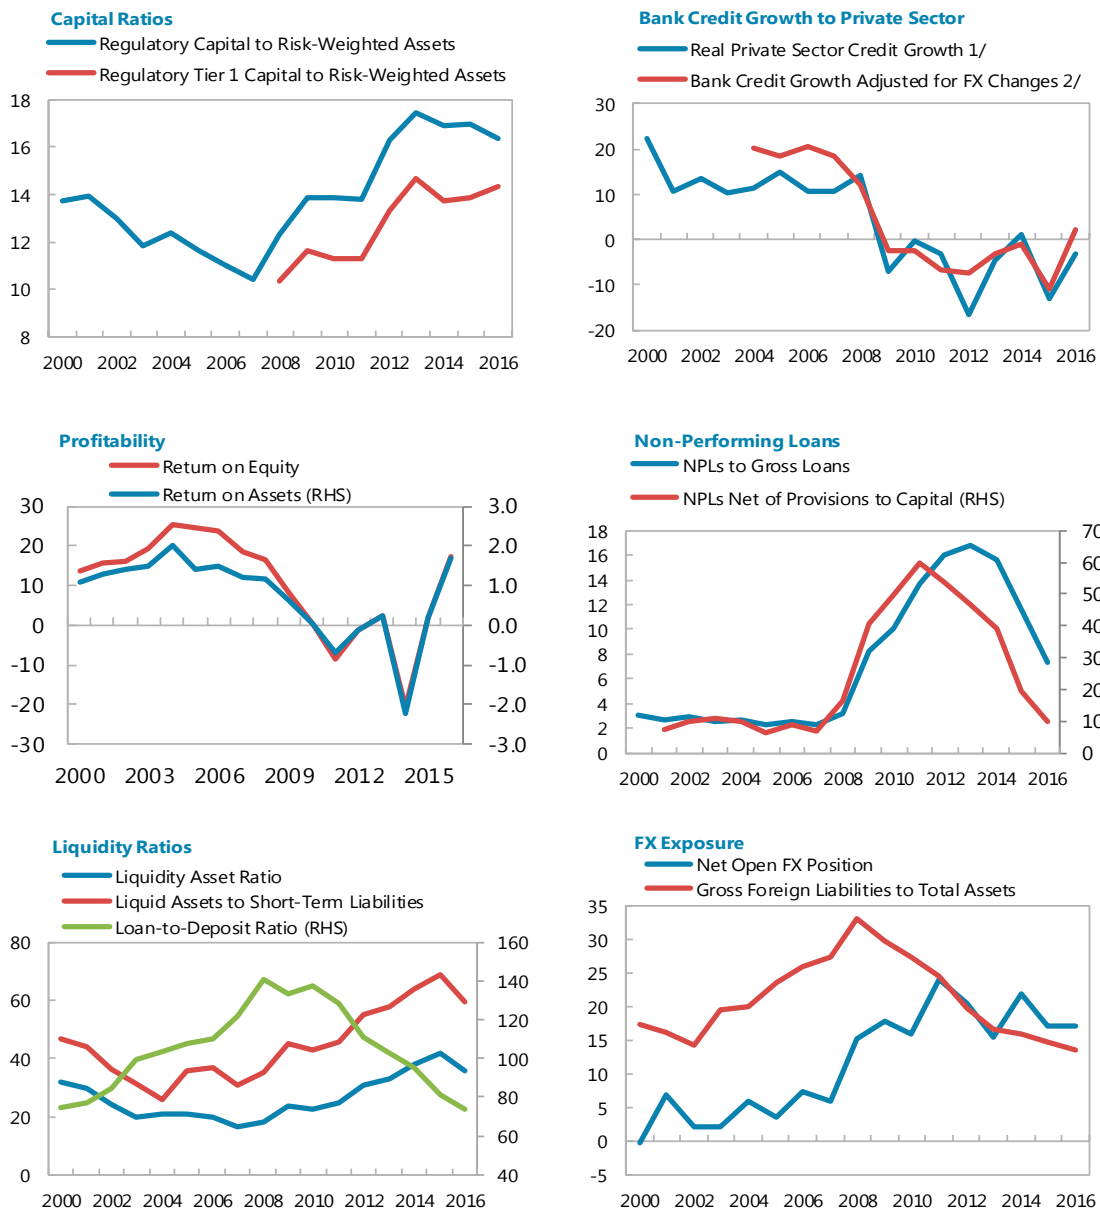 Capital Ratios
Regulatory Capital to Risk-Weighted Assets
Regulatory Tier 1 Capital to Risk-Weighted Assets
18
16
14
12
10
8
2000 2002 2004 2006 2008 2010 2012 2014 2016
Bank Credit Growth to Private Sector
Real Private Sector Credit Growth 1/
Bank Credit Growth Adjusted for FX Changes 2/
30
20
10
0
-10
-20
2000 2002 2004 2006 2008 2010 2012 2014 2016
Profitability
Return on Equity
Return on Assets (RHS)
30 3.0
20 2.0
10 1.0
0 0.0
-10 -1.0
-20 -2.0
-30 -3.0
2000 2003 2006 2009 2012 2015
Non-Performing Loans
NPLs to Gross Loans
NPLs Net of Provisions to Capital (RHS)
18 70
16 60
14 50
12 40
10 30
8 20
6 10
4 0
2
0
2000 2002 2004 2006 2008 2010 2012 2014 2016
Liquidity Ratios
Liquidity Asset Ratio
Liquid Assets to Short-Term Liabilities
Loan-to-Deposit Ratio (RHS)
80 160
60 140
40 120
20 100
0 80
60
40
2000 2002 2004 2006 2008 2010 2012 2014 2016
FX Exposure
Net Open FX Position
Gross Foreign Liabilities to Total Assets
35
30
25
20
15
10
5
0
-5
2000 2002 2004 2006 2008 2010 2012 2014 2016